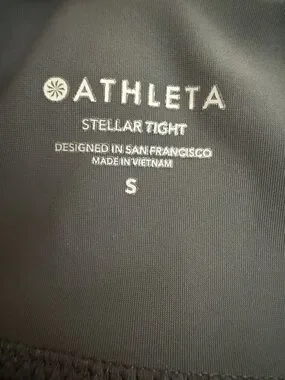 ATHLETA
STELLAR TIGHT
DESIGNED IN SAN FRANCISCO
MADE IN VIETNAM
S